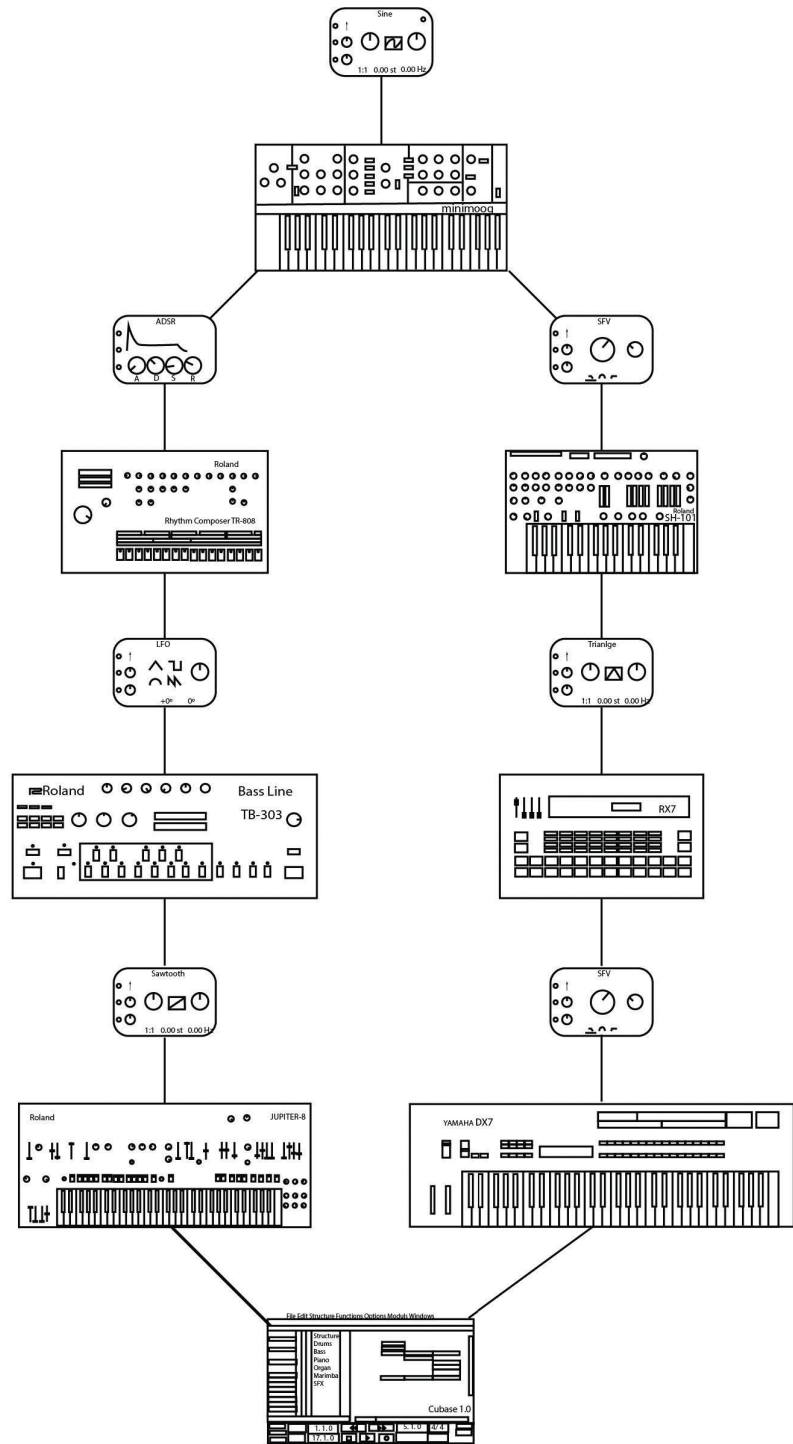 Sine
1:1 0.00 st 0.00 Hz
minimoog
ADSR
A D S R
SFV
Roland
Rhythm Composer TR-808
Roland
SH-101
LFO
+0° 0°
Trianlge
1:1 0.00 st 0.00 Hz
Roland
Bass Line
TB-303
RX7
Sawtooth
1:1 0.00 st 0.00 Hz
SFV
Roland
JUPITER-8
YAMAHA DX7
File Edit Structure Functions Options Moduls Windows
Structure
Drums
Bass
Piano
Organ
Marimba
SFX
Cubase 1.0
1. 1. 0
5. 1. 0
4/ 4
17. 1. 0